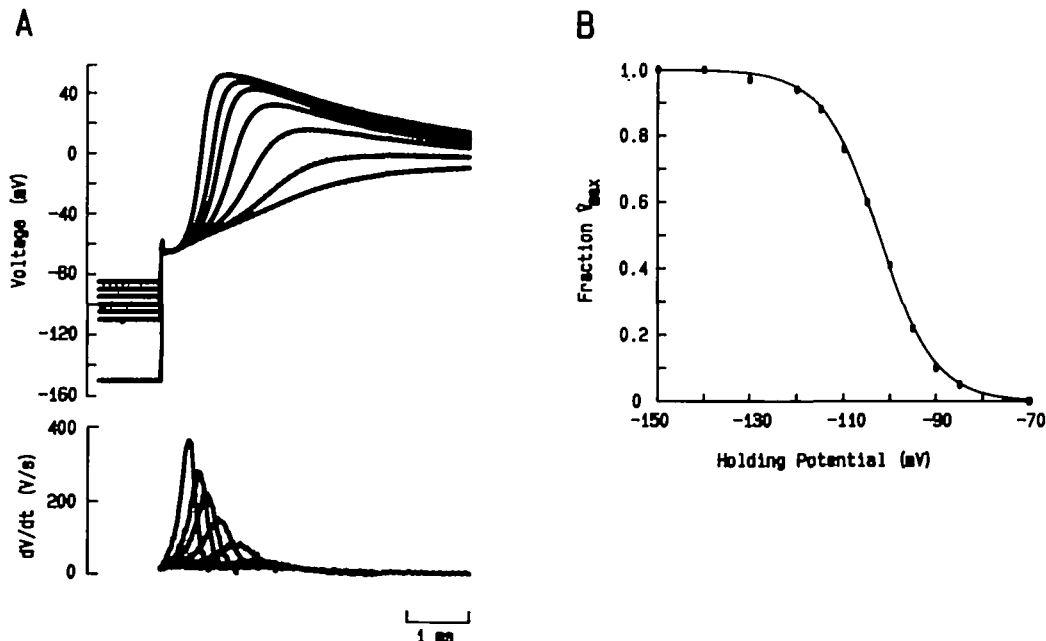 A
B
Voltage (mV)
40
0
-40
-80
-120
-160
dV/dt (V/s)
400
200
0
1 ms
Fraction V̇max
1.0
0.8
0.6
0.4
0.2
0
-150
-130
-110
-90
-70
Holding Potential (mV)